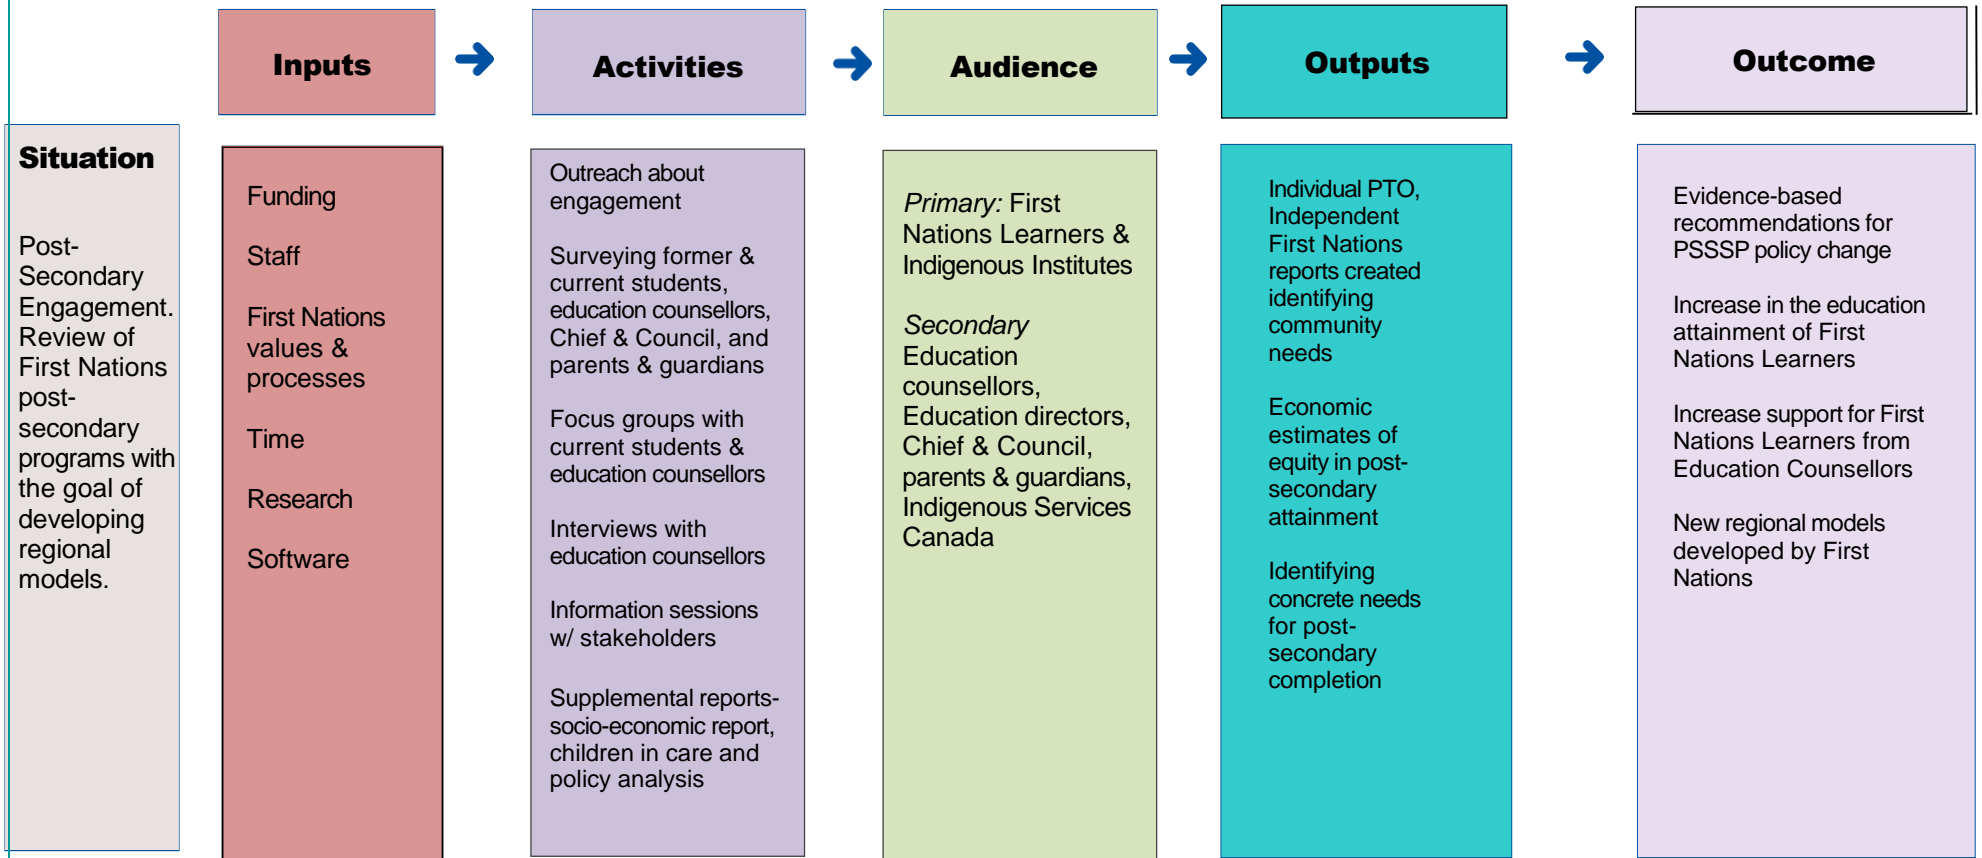 Inputs
Activities
Audience
Outputs
Outcome
Situation
Post-
Secondary
Engagement.
Review of
First Nations
post-
secondary
programs with
the goal of
developing
regional
models.
Funding
Staff
First Nations
values &
processes
Time
Research
Software
Outreach about
engagement
Surveying former &
current students,
education counsellors,
Chief & Council, and
parents & guardians
Focus groups with
current students &
education counsellors
Interviews with
education counsellors
Information sessions
w/ stakeholders
Supplemental reports-
socio-economic report,
children in care and
policy analysis
Primary: First
Nations Learners &
Indigenous Institutes
Secondary
Education
counsellors,
Education directors,
Chief & Council,
parents & guardians,
Indigenous Services
Canada
Individual PTO,
Independent
First Nations
reports created
identifying
community
needs
Economic
estimates of
equity in post-
secondary
attainment
Identifying
concrete needs
for post-
secondary
completion
Evidence-based
recommendations for
PSSSP policy change
Increase in the education
attainment of First
Nations Learners
Increase support for First
Nations Learners from
Education Counsellors
New regional models
developed by First
Nations